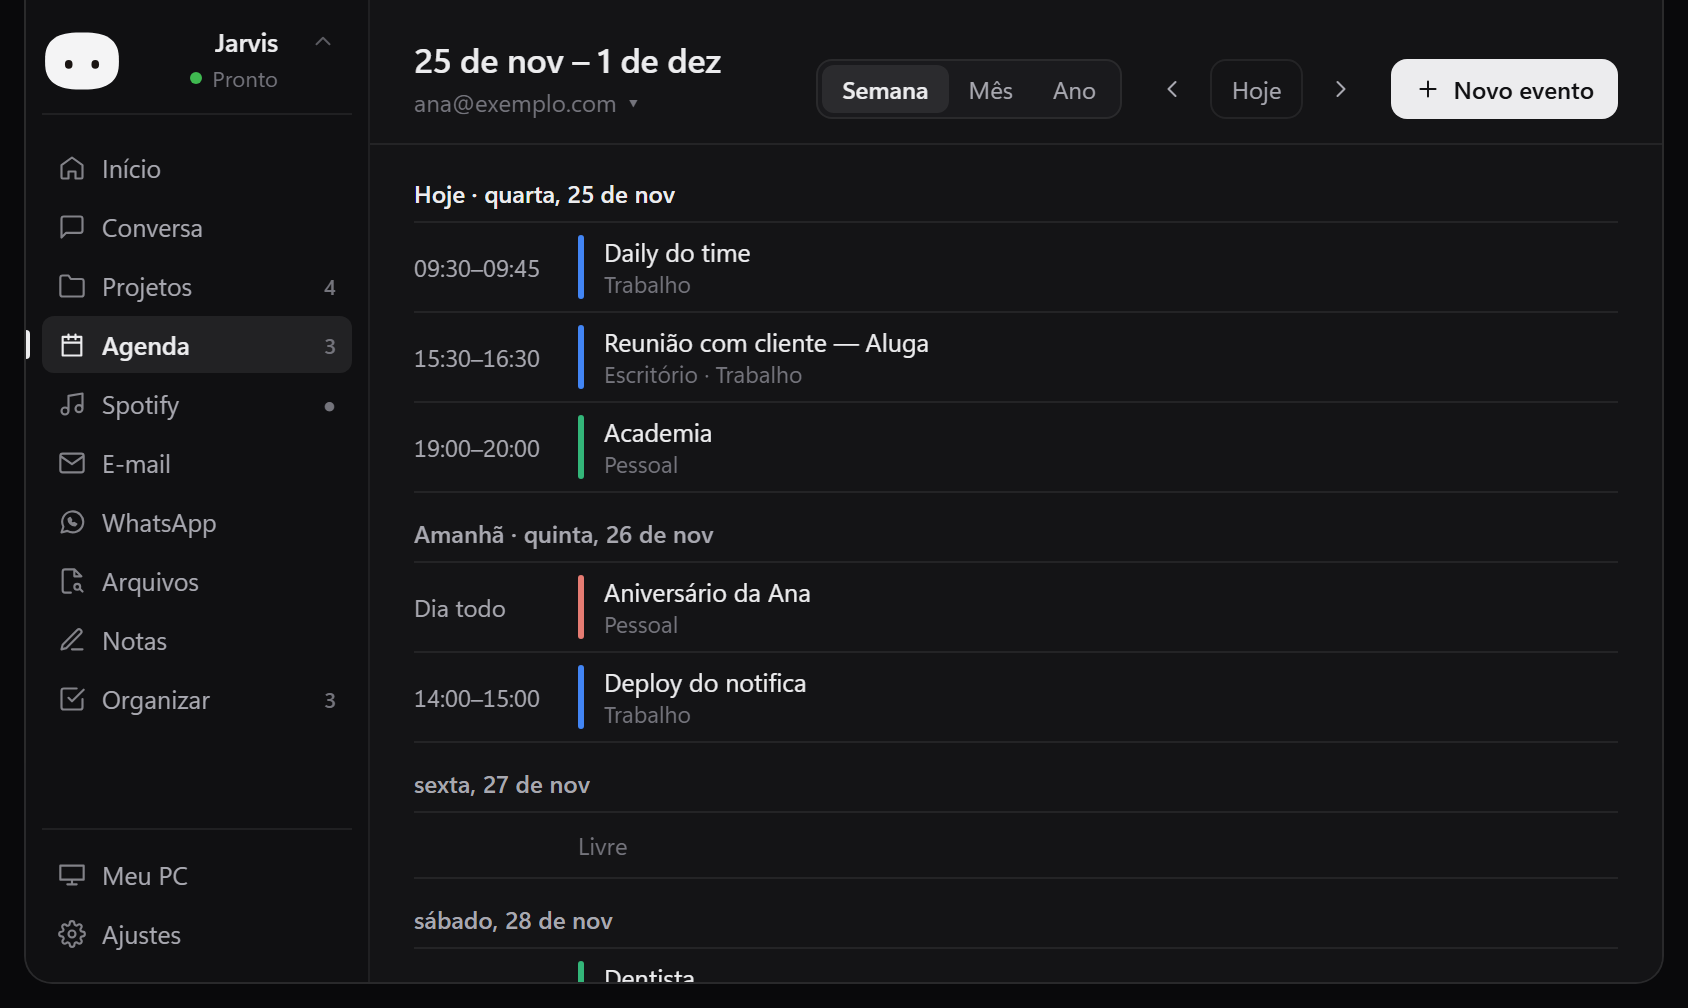 Jarvis
Pronto
Início
Conversa
Projetos 4
Agenda 3
Spotify
E-mail
WhatsApp
Arquivos
Notas
Organizar 3
Meu PC
Ajustes
25 de nov – 1 de dez
ana@exemplo.com ▾
Semana Mês Ano
Hoje
+ Novo evento
Hoje · quarta, 25 de nov
09:30–09:45
Daily do time
Trabalho
15:30–16:30
Reunião com cliente — Aluga
Escritório · Trabalho
19:00–20:00
Academia
Pessoal
Amanhã · quinta, 26 de nov
Dia todo
Aniversário da Ana
Pessoal
14:00–15:00
Deploy do notifica
Trabalho
sexta, 27 de nov
Livre
sábado, 28 de nov
Dentista